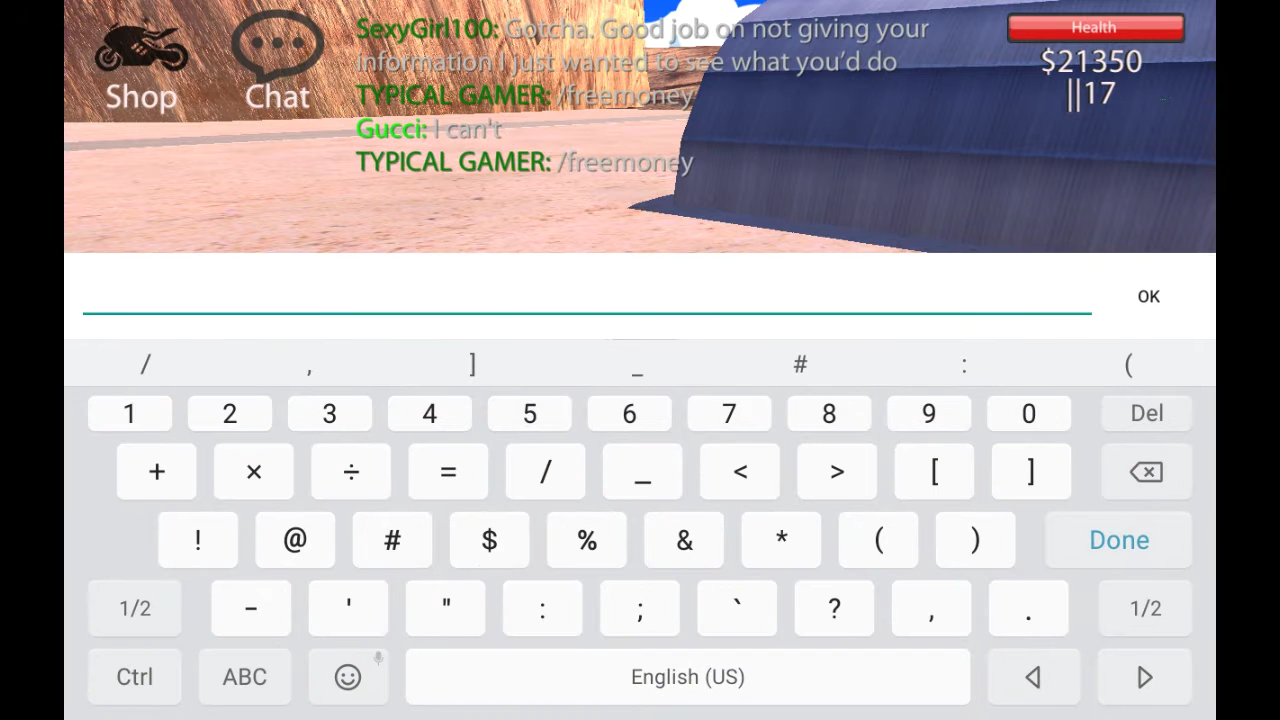 SexyGirl100: Gotcha. Good job on not giving your
information I just wanted to see what you'd do
TYPICAL GAMER: /freemoney
Gucci: I can't
TYPICAL GAMER: /freemoney
Shop
Chat
Health
$21350
||17
OK
/ , ] _ # : (
1 2 3 4 5 6 7 8 9 0 Del
+ × ÷ = / _ < > [ ]
! @ # $ % & * ( ) Done
1/2 - ' " : ; ` ? , . 1/2
Ctrl ABC English (US)